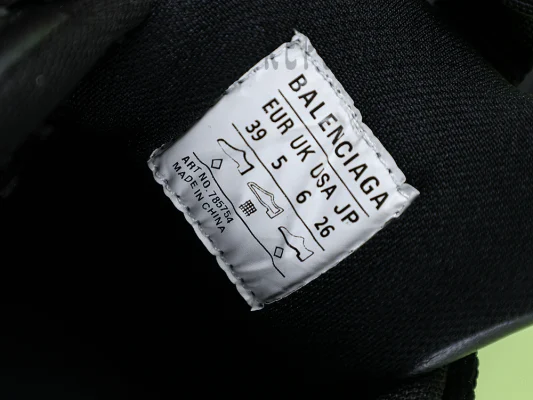 BALENCIAGA
EUR UK USA JP
39 5 6 26
ART NO. 785754
MADE IN CHINA